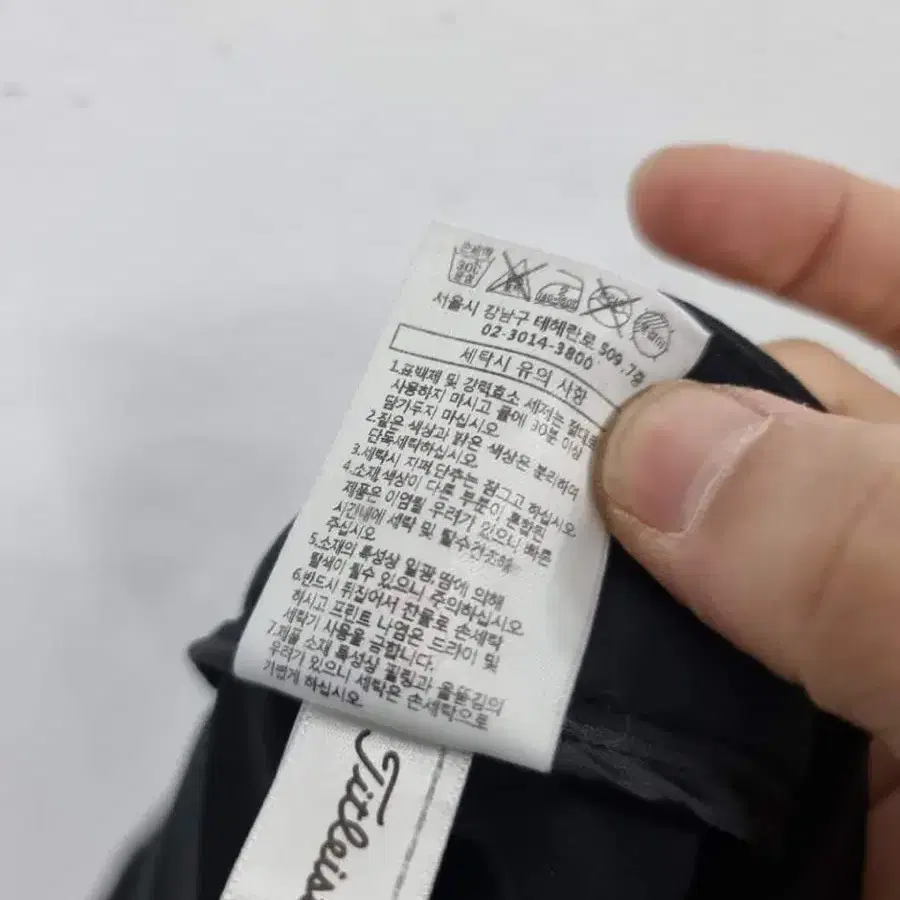 손세탁
30℃
중성
서울시 강남구 테헤란로 509, 7층
02-3014-3800
세탁시 유의 사항
1.표백제 및 강력효소 세제는 절대로
사용하지 마시고 물에 30분 이상
담가두지 마십시오
2.짙은 색상과 밝은 색상은 분리하여
단독세탁하십시오
3.세탁시 지퍼,단추는 잠그고 하십시오
4.소재,색상이 다른 부분이 혼합된
제품은 이염될 우려가 있으니 빠른
시간내에 세탁 및 탈수건조해
주십시오
5.소재의 특성상 일광,땀에 의해
탈색이 될수 있으니 주의하십시오
6.반드시 뒤집어서 찬물로 손세탁
하시고 프린트 나염은 드라이 및
세탁기 사용을 금합니다.
7.제품 소재 특성상 필링과 올뜯김의
우려가 있으니 세탁은 손세탁으로
가볍게 하십시오
Titleist